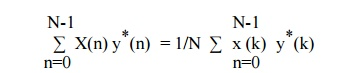 N-1 N-1
∑ X(n) y*(n) = 1/N ∑ x (k) y*(k)
n=0 n=0